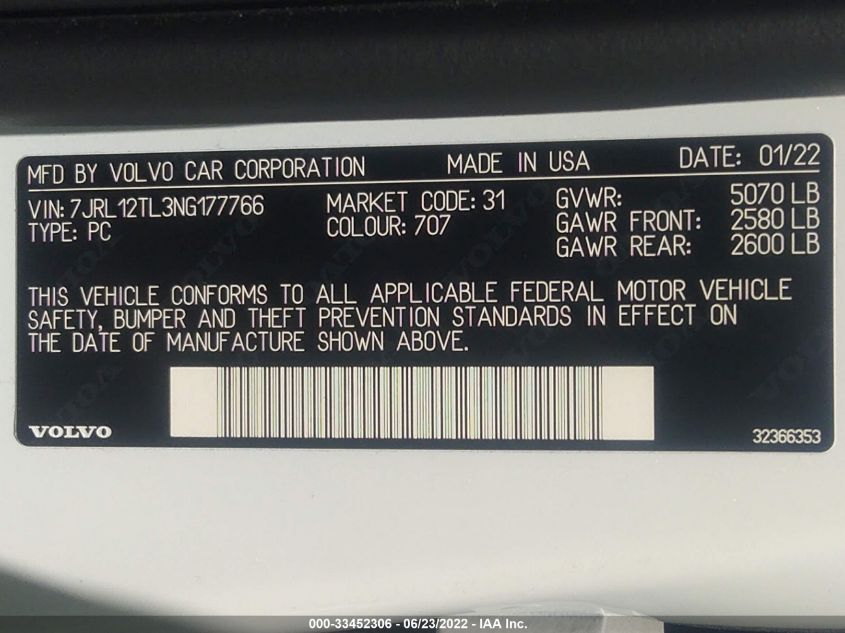 MFD BY VOLVO CAR CORPORATION MADE IN USA DATE: 01/22
VIN: 7JRL12TL3NG177766 MARKET CODE: 31 GVWR: 5070 LB
TYPE: PC COLOUR: 707 GAWR FRONT: 2580 LB
GAWR REAR: 2600 LB
THIS VEHICLE CONFORMS TO ALL APPLICABLE FEDERAL MOTOR VEHICLE
SAFETY, BUMPER AND THEFT PREVENTION STANDARDS IN EFFECT ON
THE DATE OF MANUFACTURE SHOWN ABOVE.
VOLVO 32366353
000-33452306 - 06/23/2022 - IAA Inc.